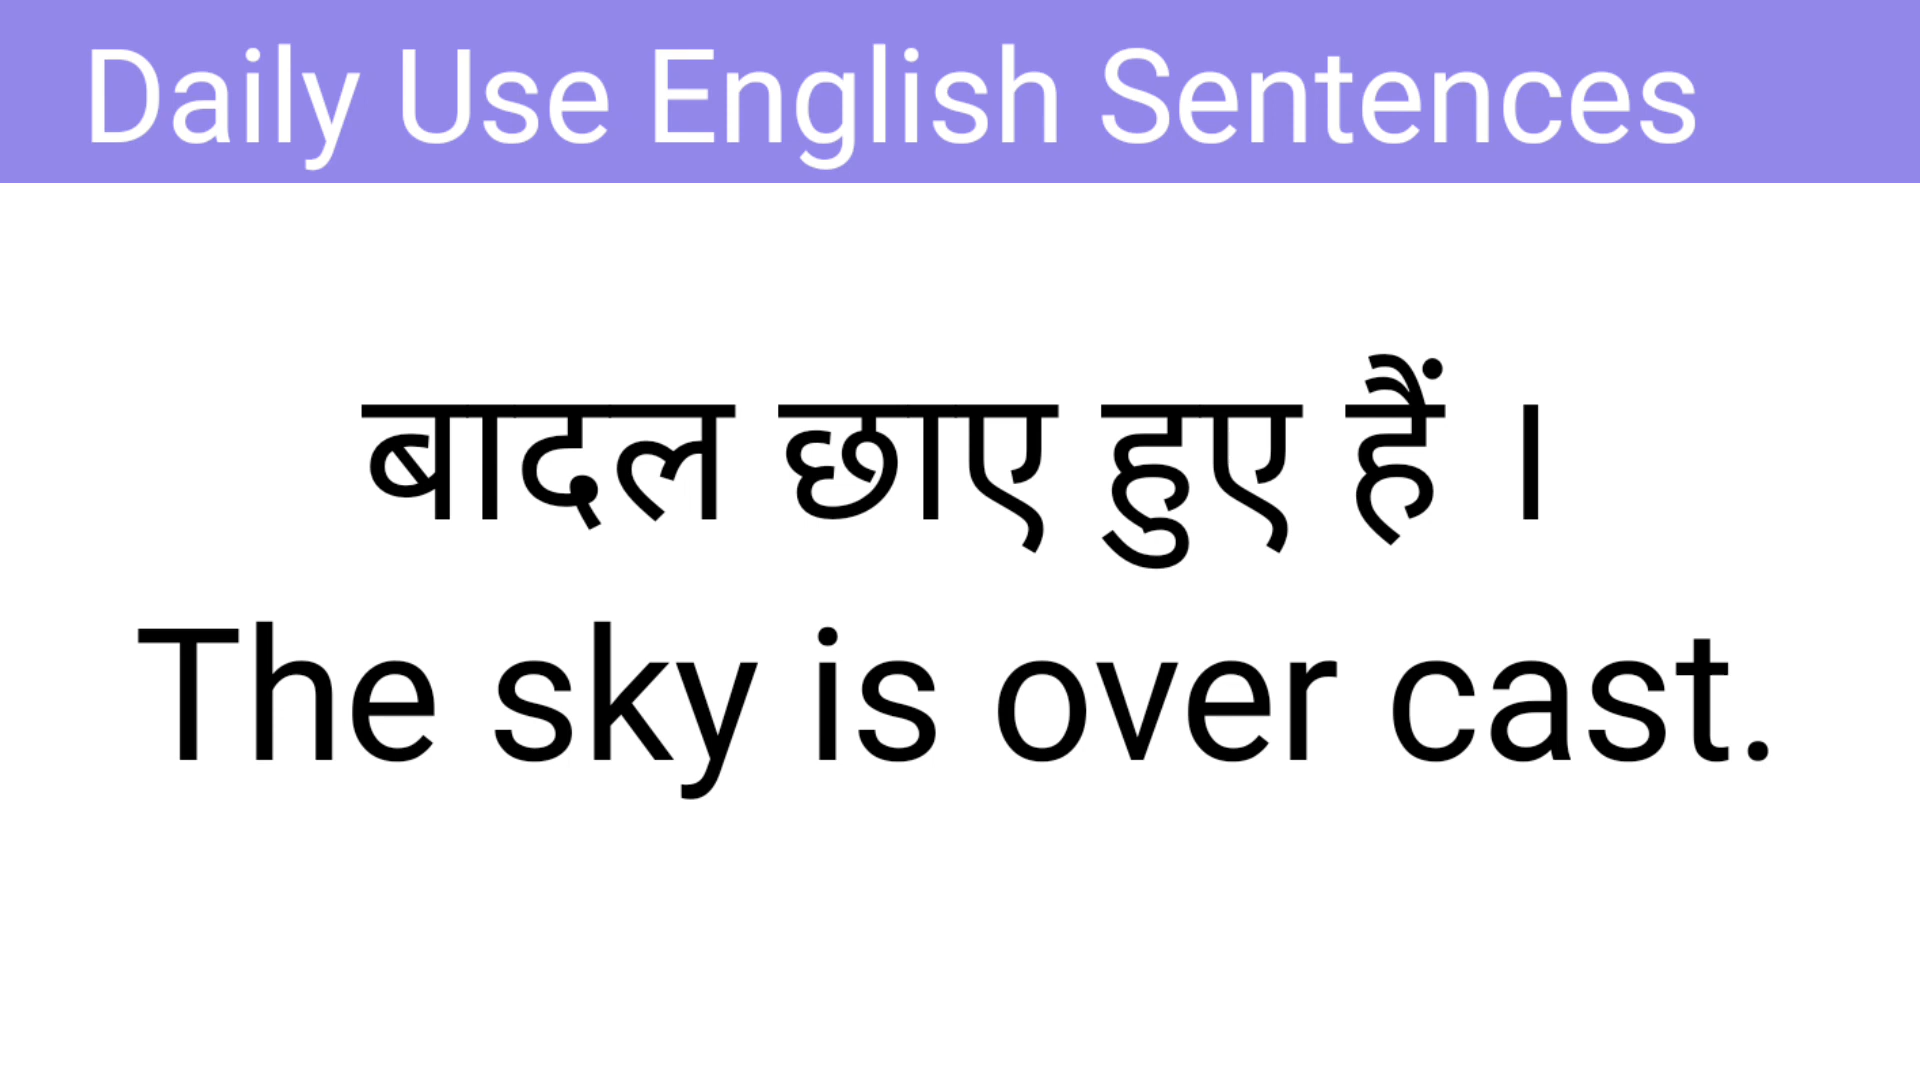 Daily Use English Sentences
बादल छाए हुए हैं ।
The sky is over cast.